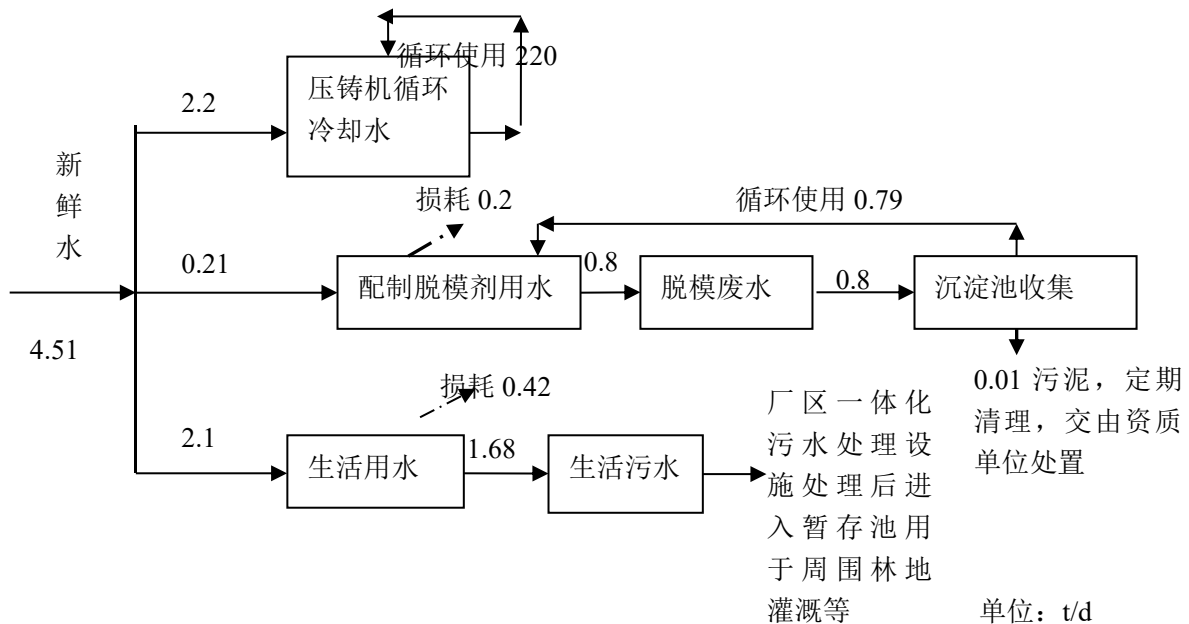 循环使用 220
压铸机循环
冷却水
2.2
新
鲜
水
4.51
损耗 0.2
循环使用 0.79
0.21
配制脱模剂用水
0.8
脱模废水
0.8
沉淀池收集
0.01 污泥，定期
清理，交由资质
单位处置
损耗 0.42
2.1
生活用水
1.68
生活污水
厂区一体化
污水处理设
施处理后进
入暂存池用
于周围林地
灌溉等
单位：t/d